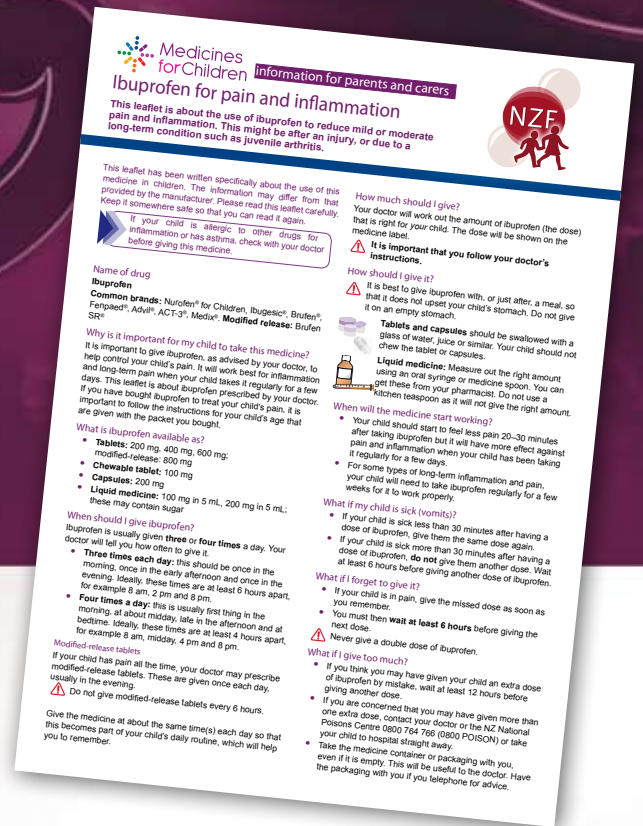 Medicines
forChildren
information for parents and carers
Ibuprofen for pain and inflammation
This leaflet is about the use of ibuprofen to reduce mild or moderate
pain and inflammation. This might be after an injury, or due to a
long-term condition such as juvenile arthritis.
NZF
This leaflet has been written specifically about the use of this
medicine in children. The information may differ from that
provided by the manufacturer. Please read this leaflet carefully.
Keep it somewhere safe so that you can read it again.
If your child is allergic to other drugs for
inflammation or has asthma, check with your doctor
before giving this medicine.
Name of drug
Ibuprofen
Common brands: Nurofen® for Children, Ibugesic®, Brufen®,
Fenpaed®, Advil®, ACT-3®, Medix®. Modified release: Brufen
SR®
Why is it important for my child to take this medicine?
It is important to give ibuprofen, as advised by your doctor, to
help control your child's pain. It will work best for inflammation
and long-term pain when your child takes it regularly for a few
days. This leaflet is about ibuprofen prescribed by your doctor.
If you have bought ibuprofen to treat your child's pain, it is
important to follow the instructions for your child's age that
are given with the packet you bought.
What is ibuprofen available as?
• Tablets: 200 mg, 400 mg, 600 mg;
modified-release: 800 mg
• Chewable tablet: 100 mg
• Capsules: 200 mg
• Liquid medicine: 100 mg in 5 mL, 200 mg in 5 mL;
these may contain sugar
When should I give ibuprofen?
Ibuprofen is usually given three or four times a day. Your
doctor will tell you how often to give it.
• Three times each day: this should be once in the
morning, once in the early afternoon and once in the
evening. Ideally, these times are at least 6 hours apart,
for example 8 am, 2 pm and 8 pm.
• Four times a day: this is usually first thing in the
morning, at about midday, late in the afternoon and at
bedtime. Ideally, these times are at least 4 hours apart,
for example 8 am, midday, 4 pm and 8 pm.
Modified-release tablets
If your child has pain all the time, your doctor may prescribe
modified-release tablets. These are given once each day,
usually in the evening.
Do not give modified-release tablets every 6 hours.
Give the medicine at about the same time(s) each day so that
this becomes part of your child's daily routine, which will help
you to remember.
How much should I give?
Your doctor will work out the amount of ibuprofen (the dose)
that is right for your child. The dose will be shown on the
medicine label.
It is important that you follow your doctor's
instructions.
How should I give it?
It is best to give ibuprofen with, or just after, a meal, so
that it does not upset your child's stomach. Do not give
it on an empty stomach.
Tablets and capsules should be swallowed with a
glass of water, juice or similar. Your child should not
chew the tablet or capsules.
Liquid medicine: Measure out the right amount
using an oral syringe or medicine spoon. You can
get these from your pharmacist. Do not use a
kitchen teaspoon as it will not give the right amount.
When will the medicine start working?
• Your child should start to feel less pain 20–30 minutes
after taking ibuprofen but it will have more effect against
pain and inflammation when your child has been taking
it regularly for a few days.
• For some types of long-term inflammation and pain,
your child will need to take ibuprofen regularly for a few
weeks for it to work properly.
What if my child is sick (vomits)?
• If your child is sick less than 30 minutes after having a
dose of ibuprofen, give them the same dose again.
• If your child is sick more than 30 minutes after having a
dose of ibuprofen, do not give them another dose. Wait
at least 6 hours before giving another dose of ibuprofen.
What if I forget to give it?
• If your child is in pain, give the missed dose as soon as
you remember.
• You must then wait at least 6 hours before giving the
next dose.
Never give a double dose of ibuprofen.
What if I give too much?
• If you think you may have given your child an extra dose
of ibuprofen by mistake, wait at least 12 hours before
giving another dose.
• If you are concerned that you may have given more than
one extra dose, contact your doctor or the NZ National
Poisons Centre 0800 764 766 (0800 POISON) or take
your child to hospital straight away.
• Take the medicine container or packaging with you,
even if it is empty. This will be useful to the doctor. Have
the packaging with you if you telephone for advice.